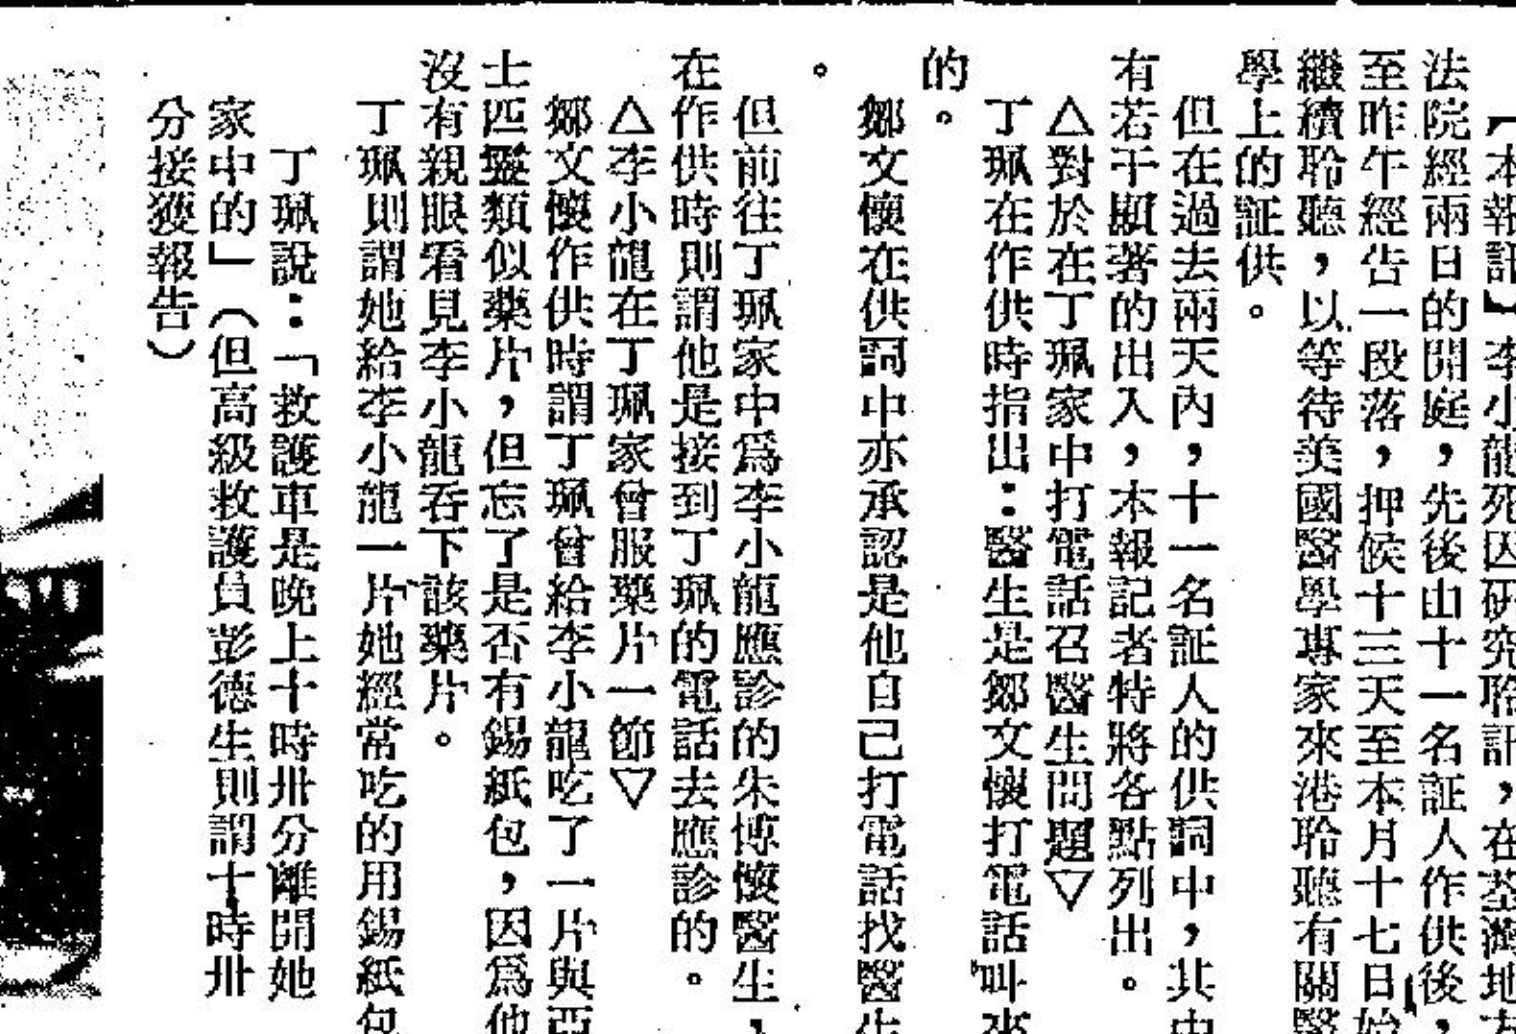 【本報訊】李小龍死因研究聆訊，在荃灣地方
法院經兩日的開庭，先後由十一名証人作供後，
至昨午經告一段落，押候十三天至本月十七日始
繼續聆聽，以等待美國醫學專家來港聆聽有關醫
學上的証供。
但在過去兩天內，十一名証人的供詞中，其中
有若干顯著的出入，本報記者特將各點列出。
△對於在丁珮家中打電話召醫生問題▽
丁珮在作供時指出：醫生是鄒文懷打電話叫來
的。
鄒文懷在供詞中亦承認是他自己打電話找醫生
。
但前往丁珮家中爲李小龍應診的朱博懷醫生，
在作供時則謂他是接到丁珮的電話去應診的。
△李小龍在丁珮家曾服藥片一節▽
鄒文懷作供時謂丁珮曾給李小龍吃了一片與亞
士匹靈類似藥片，但忘了是否有錫紙包，因爲他
沒有親眼看見李小龍吞下該藥片。
丁珮則謂她給李小龍一片她經常吃的用錫紙包
丁珮說：「救護車是晚上十時卅分離開她
家中的」（但高級救護員彭德生則謂十時卅
分接獲報告）